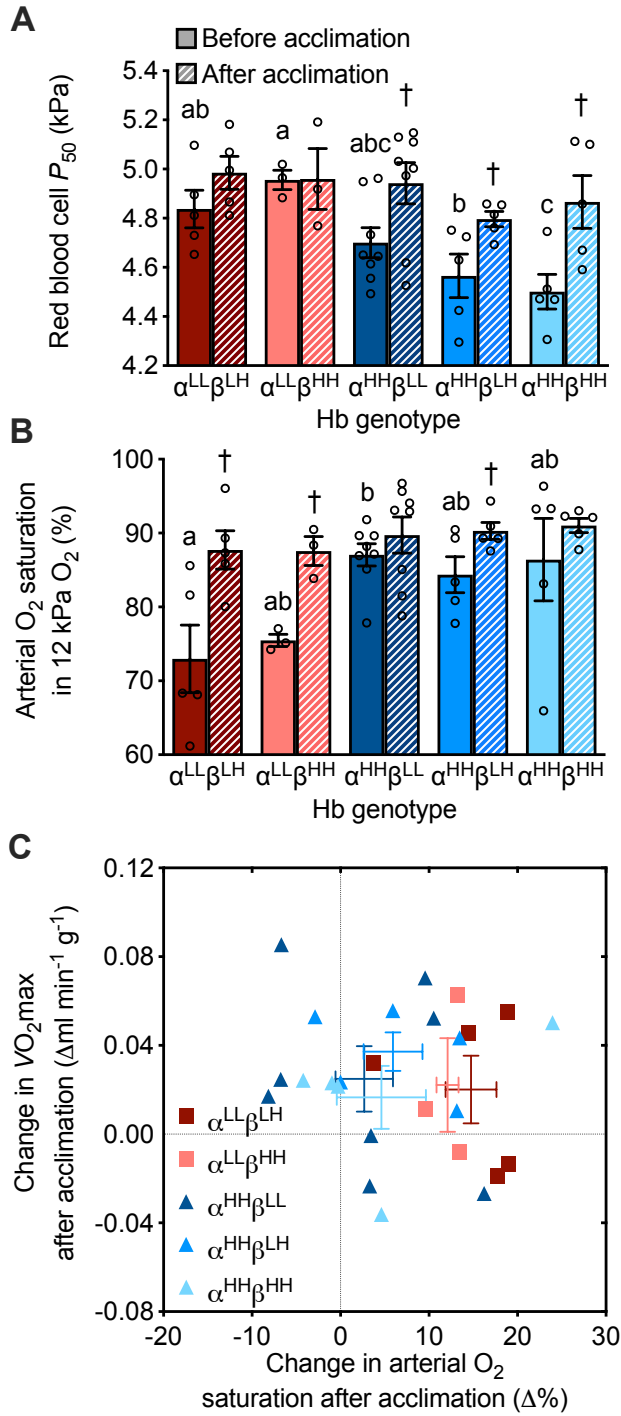 A
Before acclimation
After acclimation
Red blood cell P50 (kPa)
5.4
5.2
5.0
4.8
4.6
4.4
4.2
ab
a
abc
†
b
†
c
†
αLLβLH
αLLβHH
αHHβLL
αHHβLH
αHHβHH
Hb genotype
B
Arterial O2 saturation
in 12 kPa O2 (%)
100
90
80
70
60
a
†
ab
†
b
ab
†
ab
αLLβLH
αLLβHH
αHHβLL
αHHβLH
αHHβHH
Hb genotype
C
Change in VO2max
after acclimation (Δml min-1 g-1)
0.12
0.08
0.04
0.00
-0.04
-0.08
αLLβLH
αLLβHH
αHHβLL
αHHβLH
αHHβHH
-20
-10
0
10
20
30
Change in arterial O2
saturation after acclimation (Δ%)